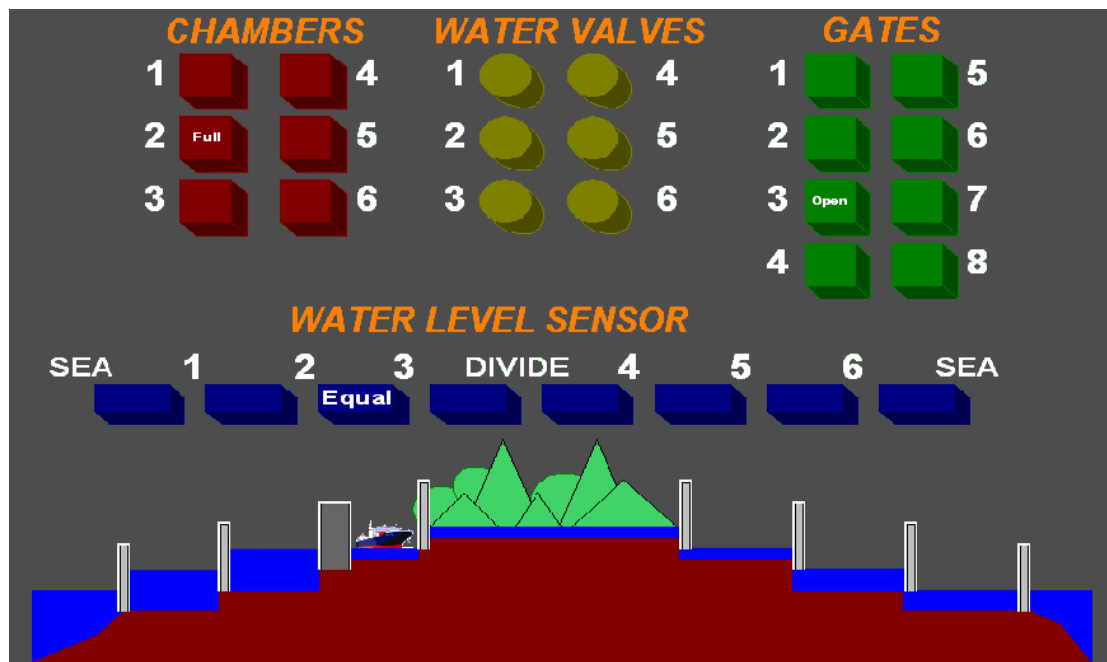 CHAMBERS WATER VALVES GATES
1 4 1 4 1 5
2 Full 5 2 5 2 6
3 6 3 6 3 Open 7
4 8
WATER LEVEL SENSOR
SEA 1 2 3 DIVIDE 4 5 6 SEA
Equal